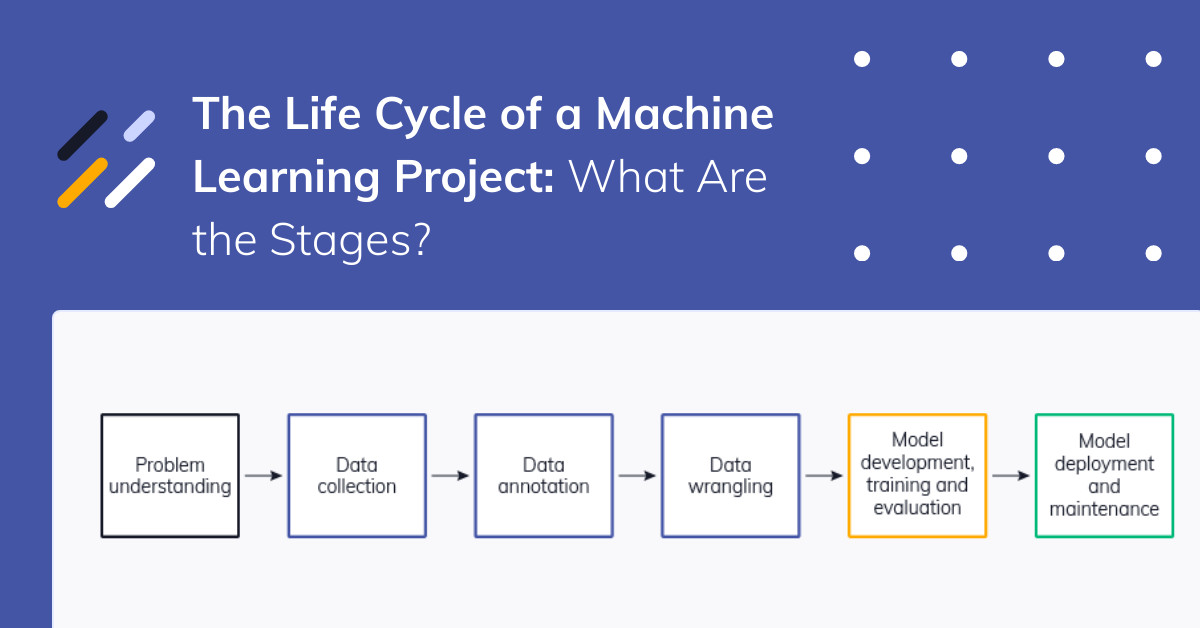 The Life Cycle of a Machine
Learning Project: What Are
the Stages?
Problem
understanding
Data
collection
Data
annotation
Data
wrangling
Model
development,
training and
evaluation
Model
deployment
and
maintenance